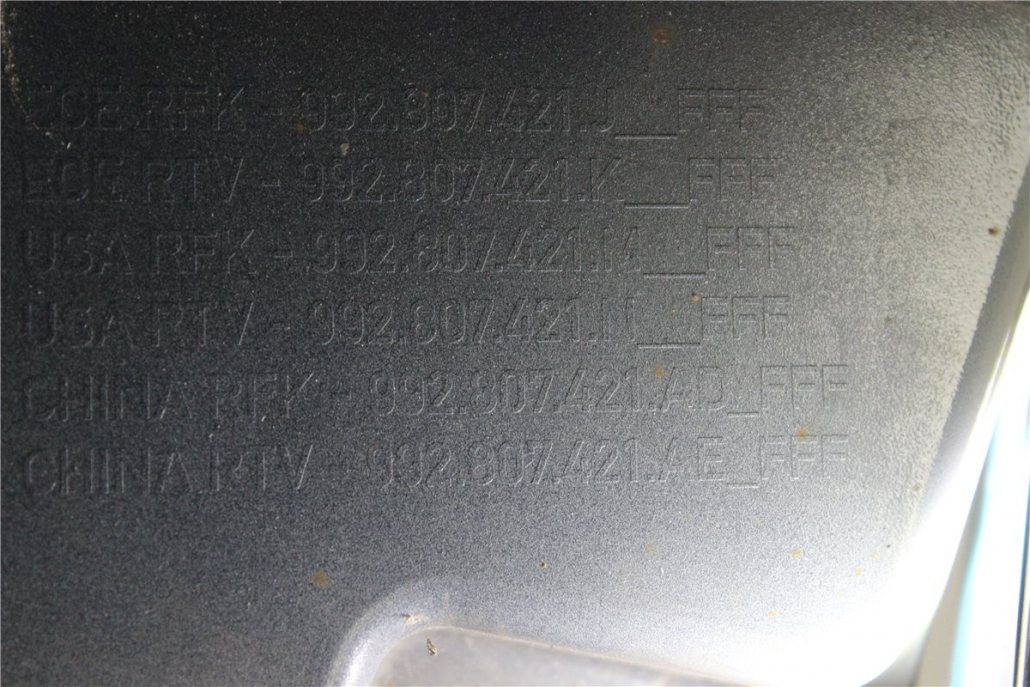 ECE RFK - 992.807.421.J__FFF
ECE RTV - 992.807.421.K__FFF
USA RFK - 992.807.421.M__FFF
USA RTV - 992.807.421.N__FFF
CHINA RFK - 992.807.421.AD_FFF
CHINA RTV - 992.807.421.AE_FFF